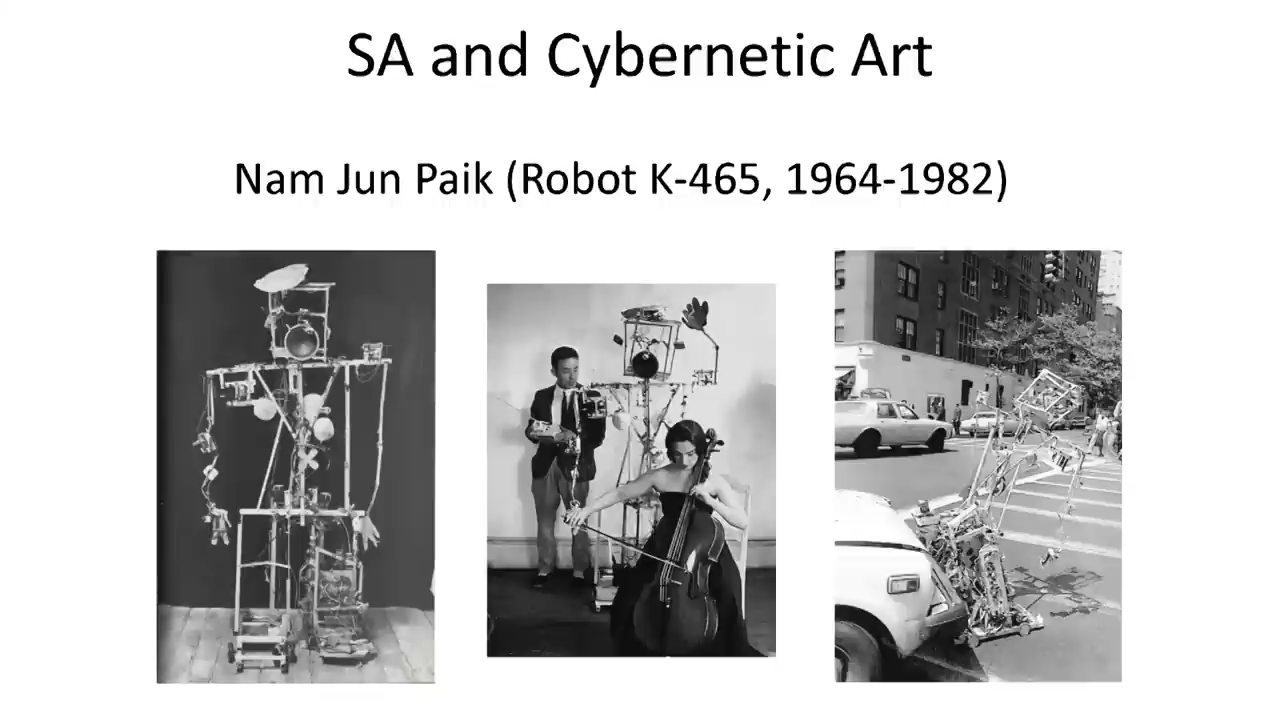 SA and Cybernetic Art
Nam Jun Paik (Robot K-465, 1964-1982)